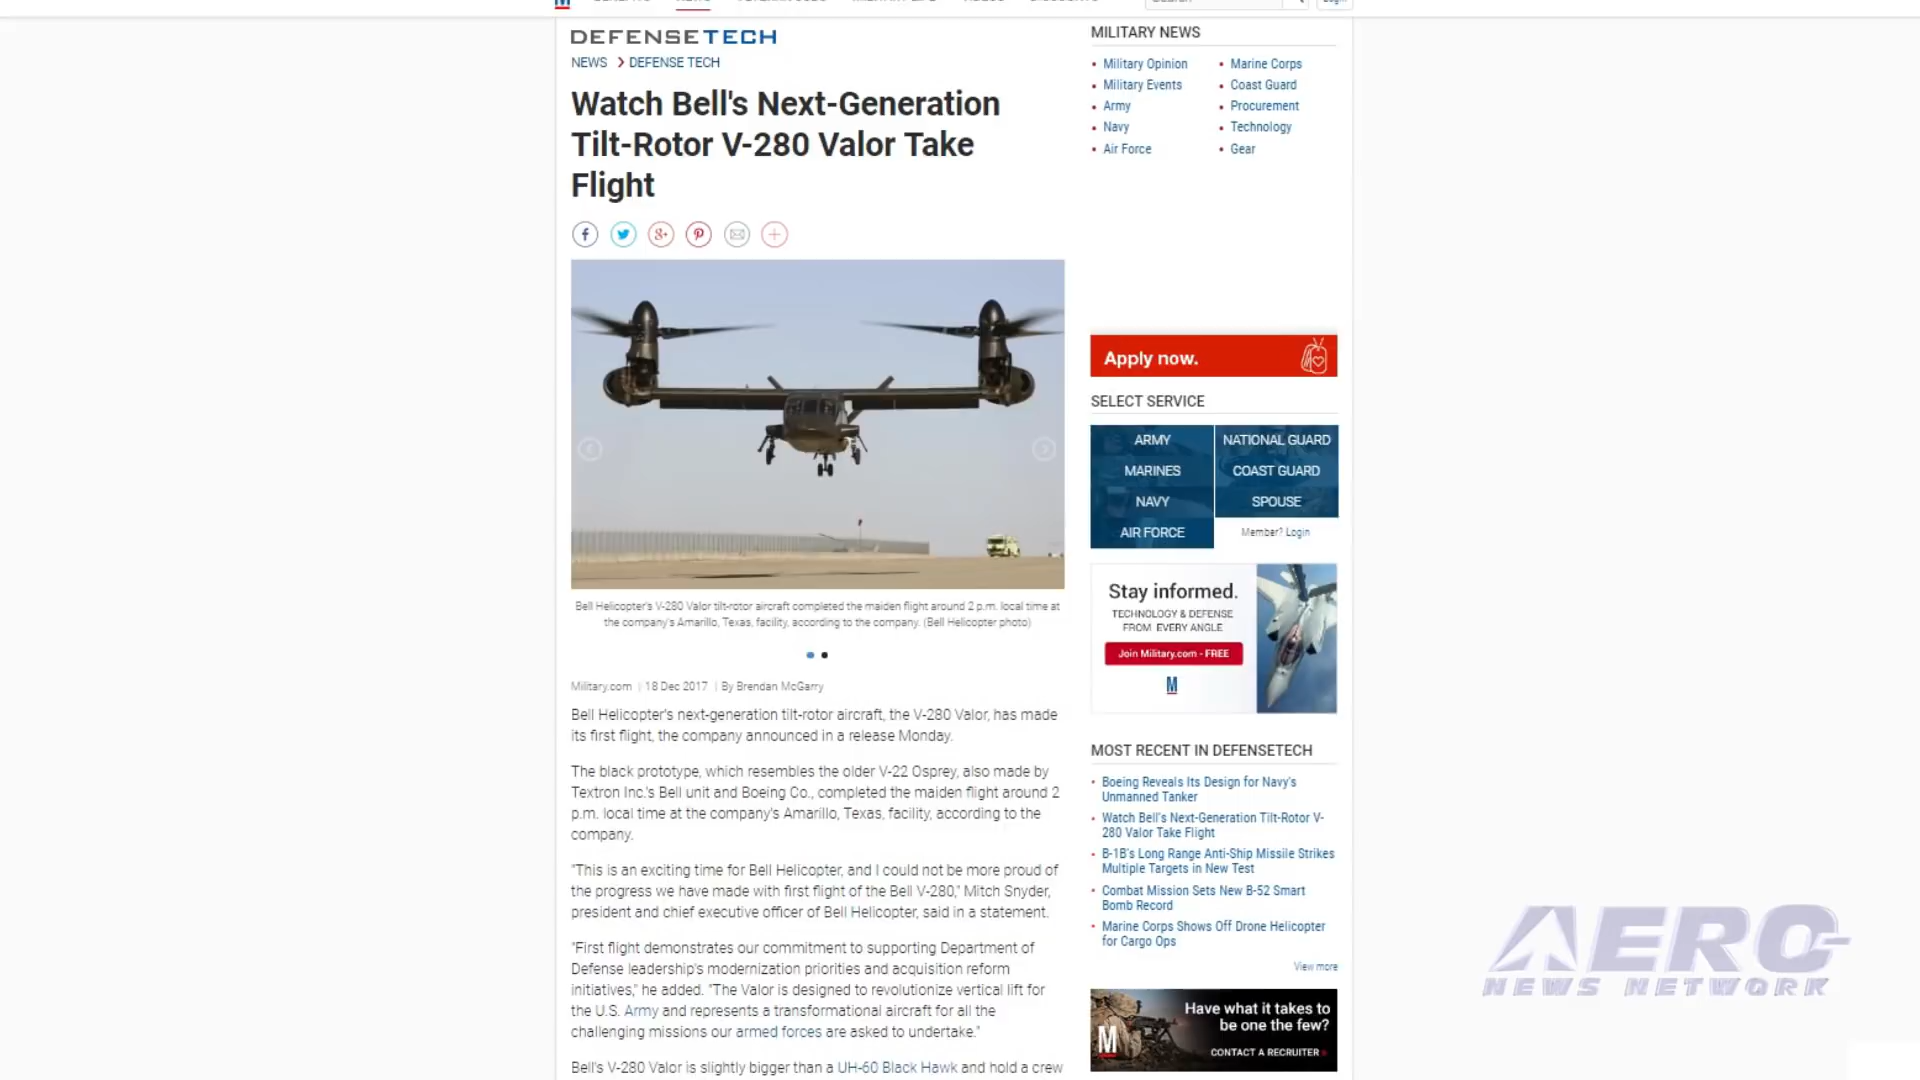 DEFENSETECH
NEWS > DEFENSE TECH
Watch Bell's Next-Generation
Tilt-Rotor V-280 Valor Take
Flight
Bell Helicopter's V-280 Valor tilt-rotor aircraft completed the maiden flight around 2 p.m. local time at
the company's Amarillo, Texas, facility, according to the company. (Bell Helicopter photo)
Military.com | 18 Dec 2017 | By Brendan McGarry
Bell Helicopter's next-generation tilt-rotor aircraft, the V-280 Valor, has made
its first flight, the company announced in a release Monday.
The black prototype, which resembles the older V-22 Osprey, also made by
Textron Inc.'s Bell unit and Boeing Co., completed the maiden flight around 2
p.m. local time at the company's Amarillo, Texas, facility, according to the
company.
"This is an exciting time for Bell Helicopter, and I could not be more proud of
the progress we have made with first flight of the Bell V-280," Mitch Snyder,
president and chief executive officer of Bell Helicopter, said in a statement.
"First flight demonstrates our commitment to supporting Department of
Defense leadership's modernization priorities and acquisition reform
initiatives," he added. "The Valor is designed to revolutionize vertical lift for
the U.S. Army and represents a transformational aircraft for all the
challenging missions our armed forces are asked to undertake."
Bell's V-280 Valor is slightly bigger than a UH-60 Black Hawk and hold a crew
MILITARY NEWS
Military Opinion
Military Events
Army
Navy
Air Force
Marine Corps
Coast Guard
Procurement
Technology
Gear
Apply now.
SELECT SERVICE
ARMY
MARINES
NAVY
AIR FORCE
NATIONAL GUARD
COAST GUARD
SPOUSE
Member? Login
Stay informed.
TECHNOLOGY & DEFENSE
FROM EVERY ANGLE
Join Military.com - FREE
M
MOST RECENT IN DEFENSETECH
Boeing Reveals Its Design for Navy's
Unmanned Tanker
Watch Bell's Next-Generation Tilt-Rotor V-
280 Valor Take Flight
B-1B's Long Range Anti-Ship Missile Strikes
Multiple Targets in New Test
Combat Mission Sets New B-52 Smart
Bomb Record
Marine Corps Shows Off Drone Helicopter
for Cargo Ops
View more
M
Have what it takes to
be one the few?
CONTACT A RECRUITER
AERO
NEWS NETWORK